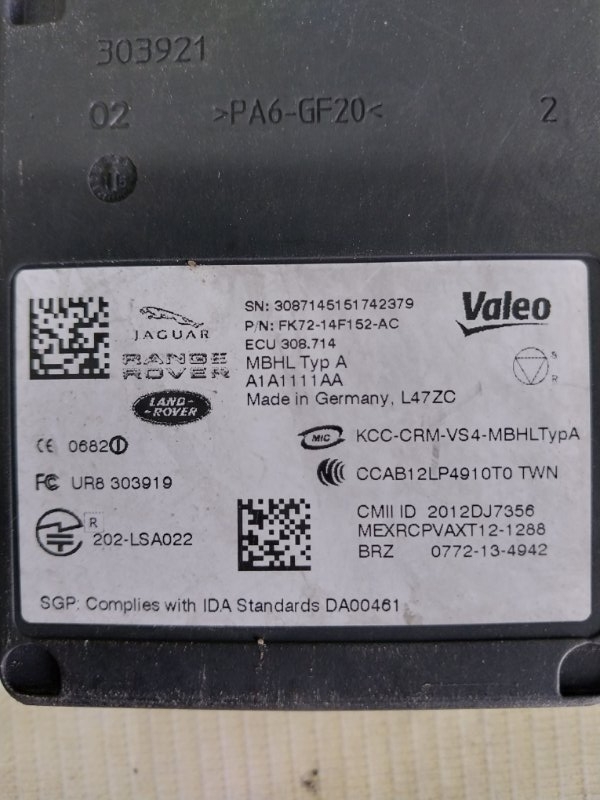 303921
02 >PA6-GF20< 2
JAGUAR
RANGE
ROVER
LAND-
-ROVER
SN: 3087145151742379
P/N: FK72-14F152-AC
ECU 308.714
MBHL Typ A
A1A1111AA
Made in Germany, L47ZC
Valeo
S
R
CE 0682
FC UR8 303919
R
202-LSA022
MIC KCC-CRM-VS4-MBHLTypA
CCAB12LP4910T0 TWN
CMII ID 2012DJ7356
MEXRCPVAXT12-1288
BRZ 0772-13-4942
SGP: Complies with IDA Standards DA00461